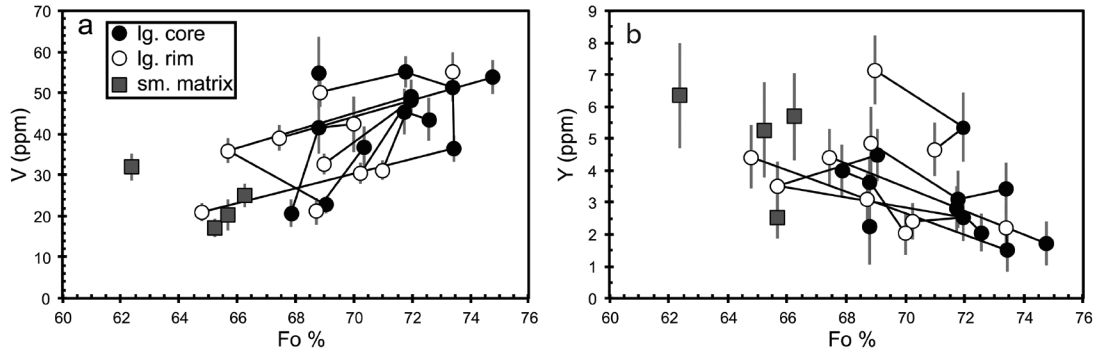 a
lg. core
lg. rim
sm. matrix
V (ppm)
70
60
50
40
30
20
10
0
60 62 64 66 68 70 72 74 76
Fo %
b
Y (ppm)
9
8
7
6
5
4
3
2
1
0
60 62 64 66 68 70 72 74 76
Fo %